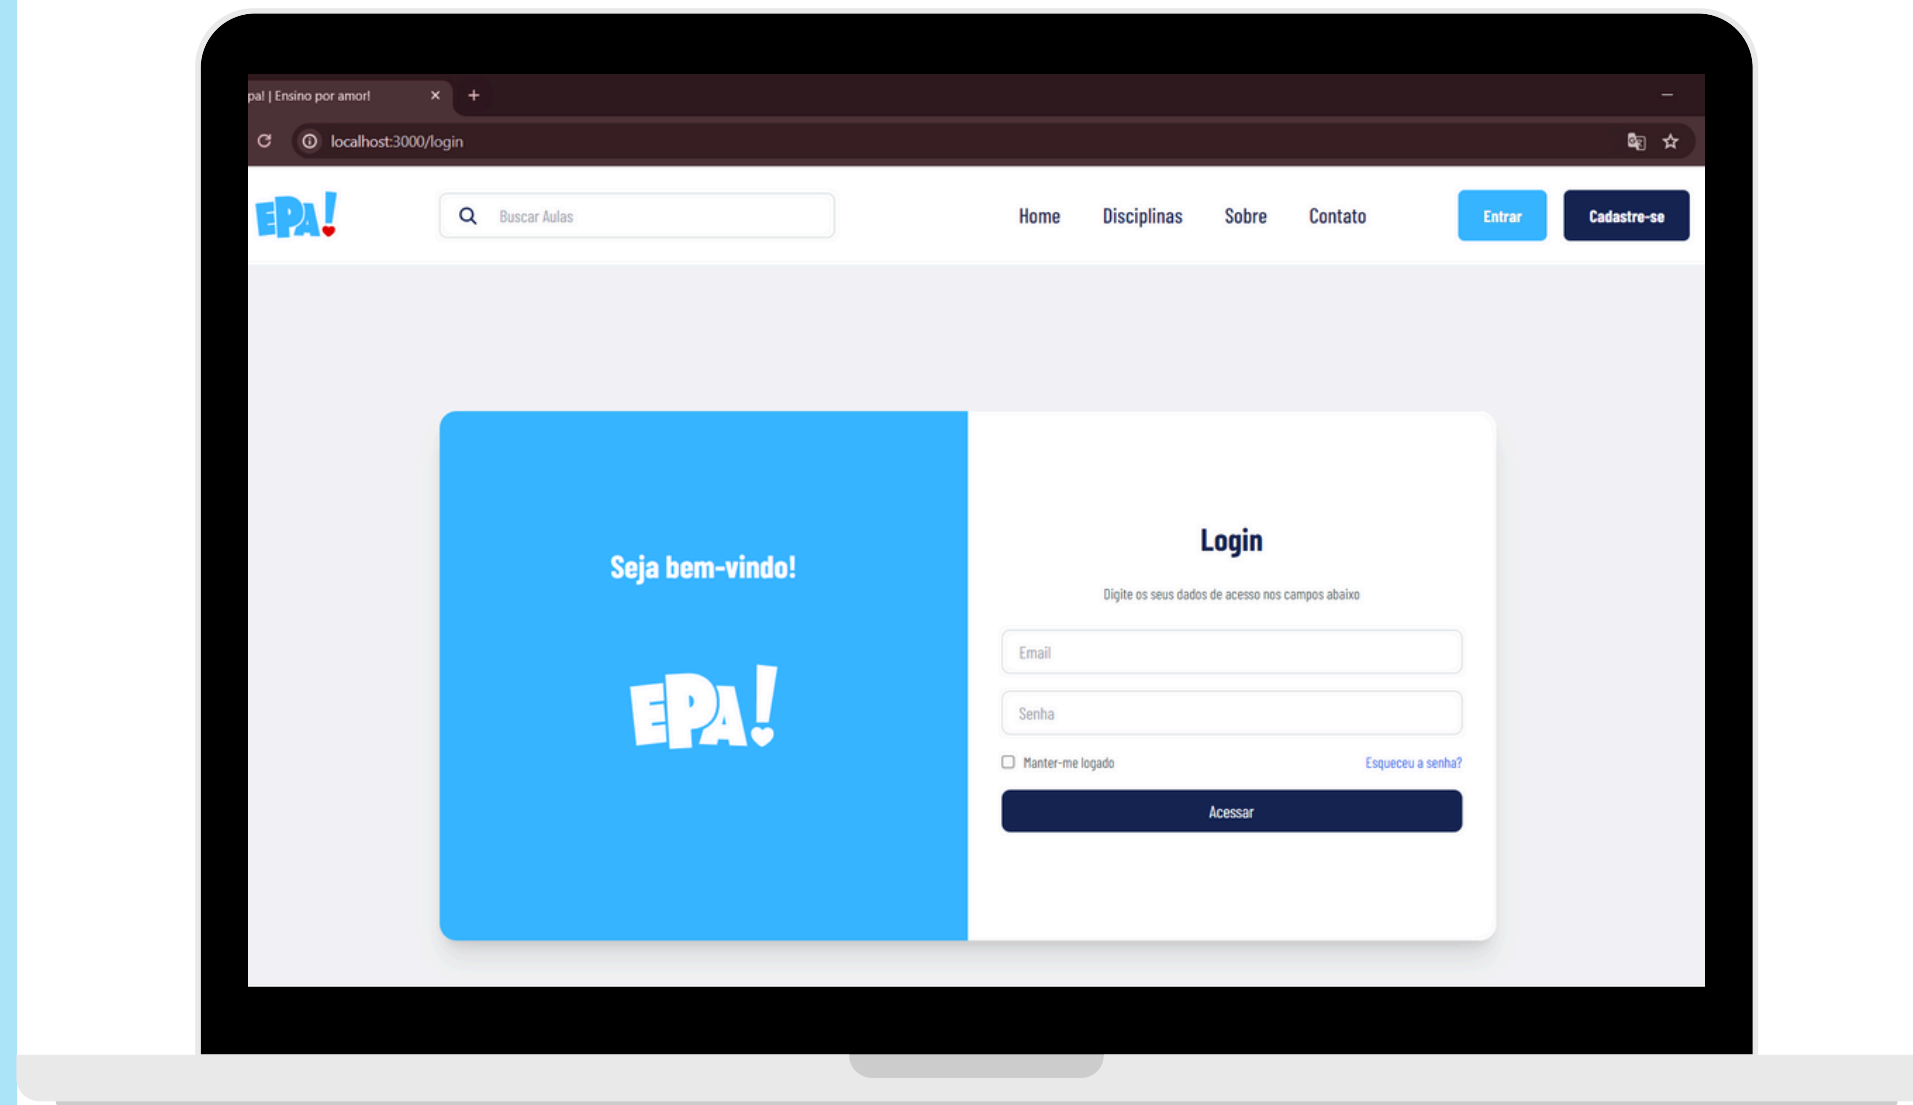 pa! | Ensino por amor!
localhost:3000/login
EPA!
Buscar Aulas
Home
Disciplinas
Sobre
Contato
Entrar
Cadastre-se
Seja bem-vindo!
EPA!
Login
Digite os seus dados de acesso nos campos abaixo
Email
Senha
Manter-me logado
Esqueceu a senha?
Acessar